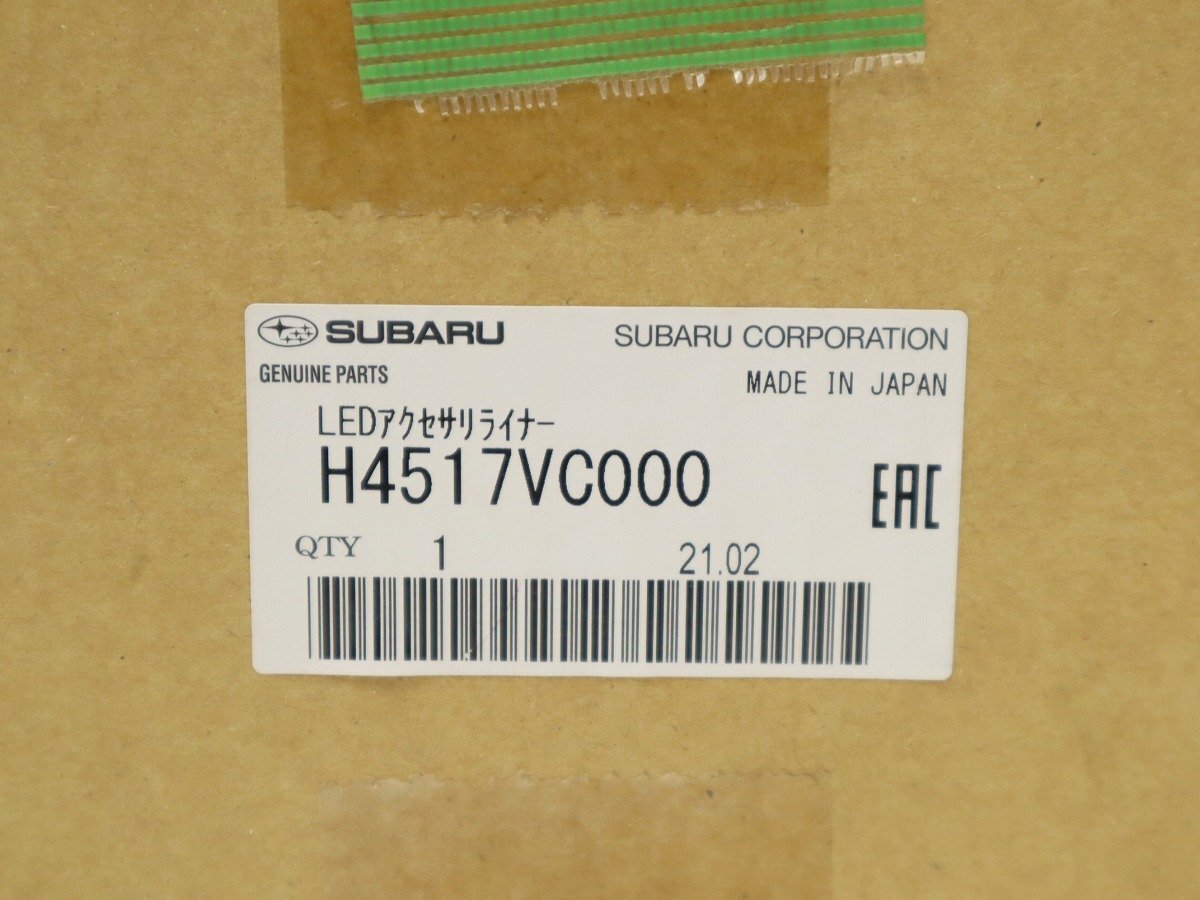 SUBARU SUBARU CORPORATION
GENUINE PARTS MADE IN JAPAN
LEDアクセサリライナー
H4517VC000
EAC
QTY 1 21.02